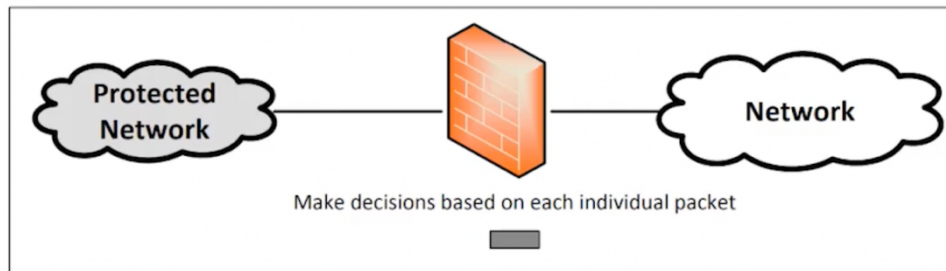 Protected
Network
Network
Make decisions based on each individual packet